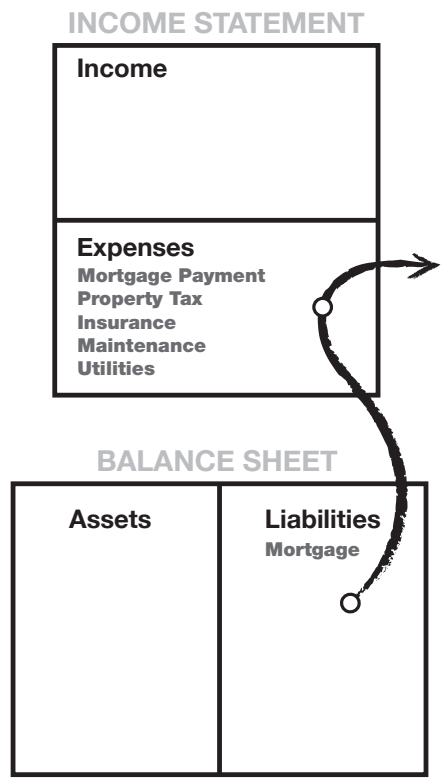 INCOME STATEMENT
Income
Expenses
Mortgage Payment
Property Tax
Insurance
Maintenance
Utilities
BALANCE SHEET
Assets
Liabilities
Mortgage